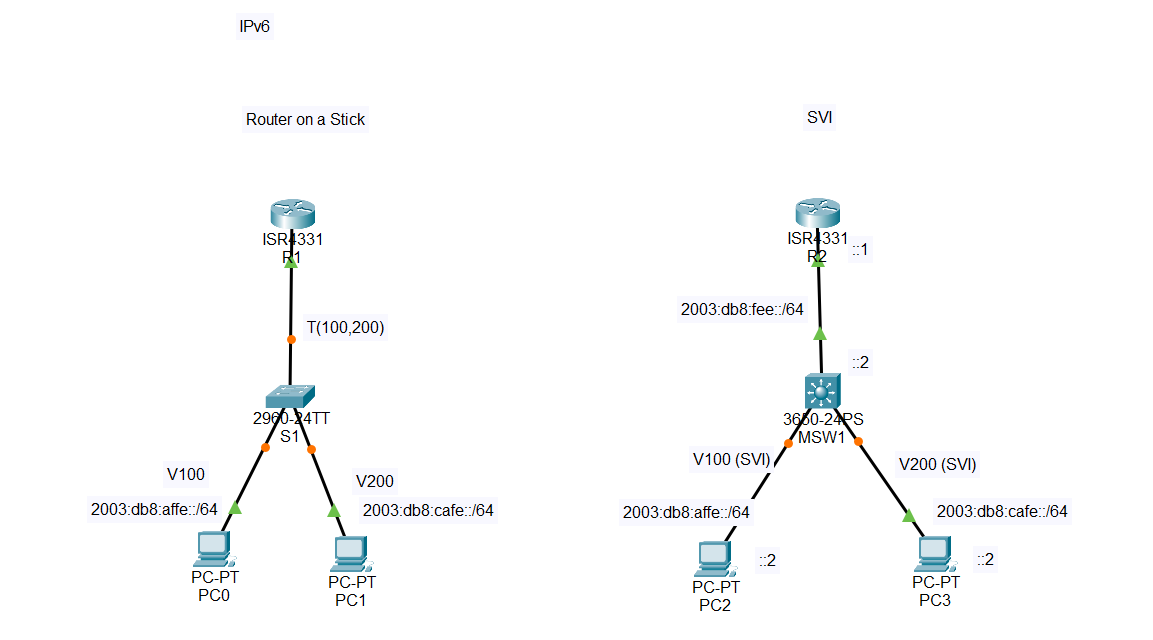 IPv6
Router on a Stick
SVI
ISR4331
R1
ISR4331
R2
::1
2003:db8:fee::/64
T(100,200)
::2
2960-24TT
S1
3650-24PS
MSW1
V100
V200
V100 (SVI)
V200 (SVI)
2003:db8:affe::/64
2003:db8:cafe::/64
2003:db8:affe::/64
2003:db8:cafe::/64
PC-PT
PC0
PC-PT
PC1
::2
PC-PT
PC2
::2
PC-PT
PC3